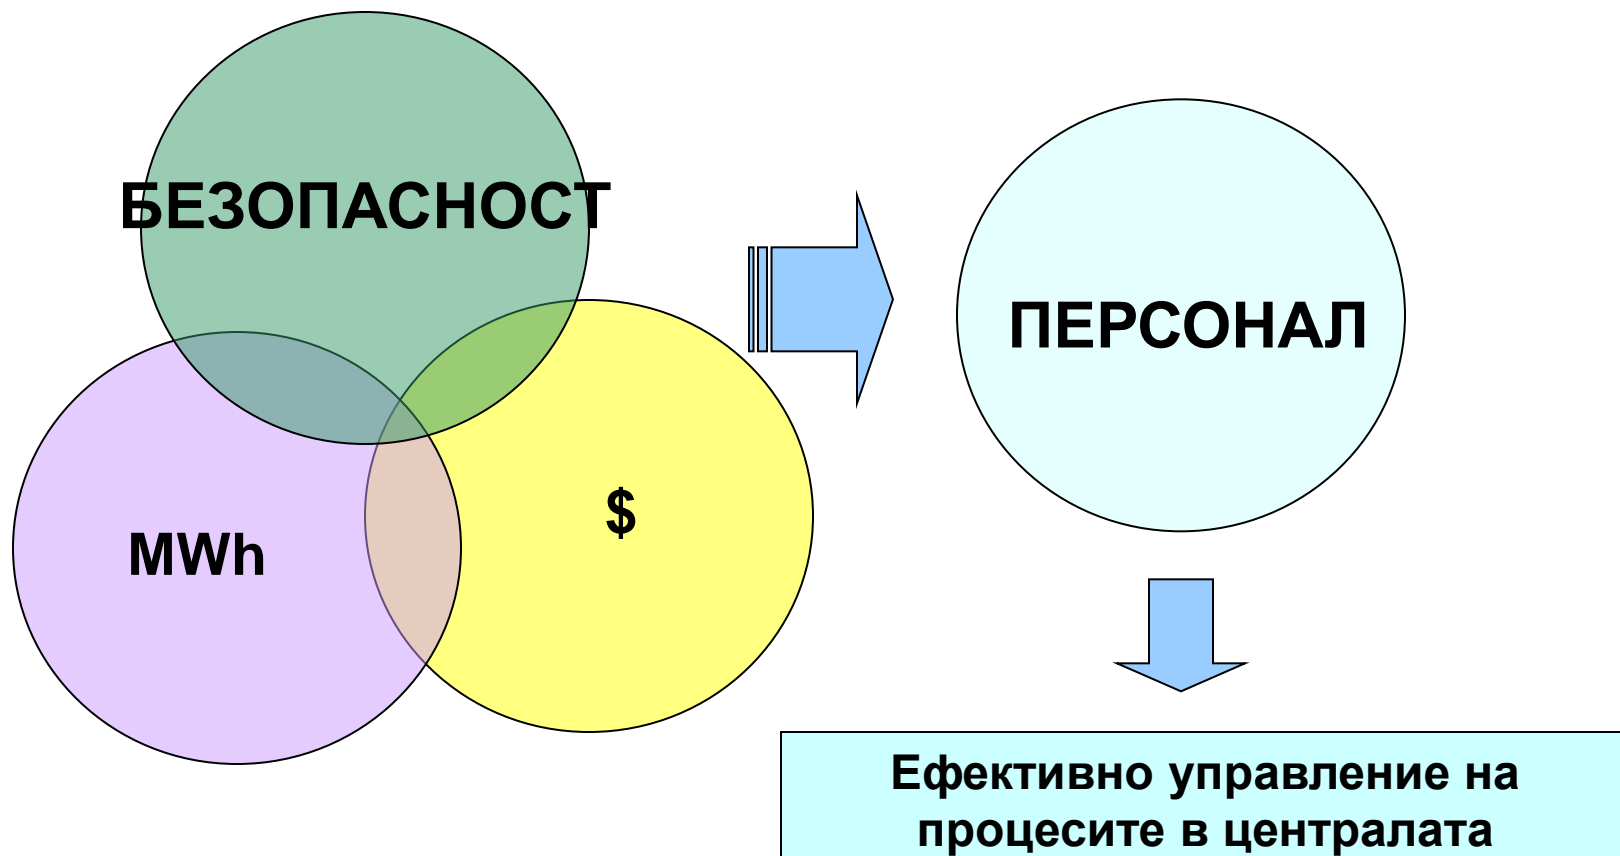 БЕЗОПАСНОСТ
ПЕРСОНАЛ
$
MWh
Ефективно управление на
процесите в централата